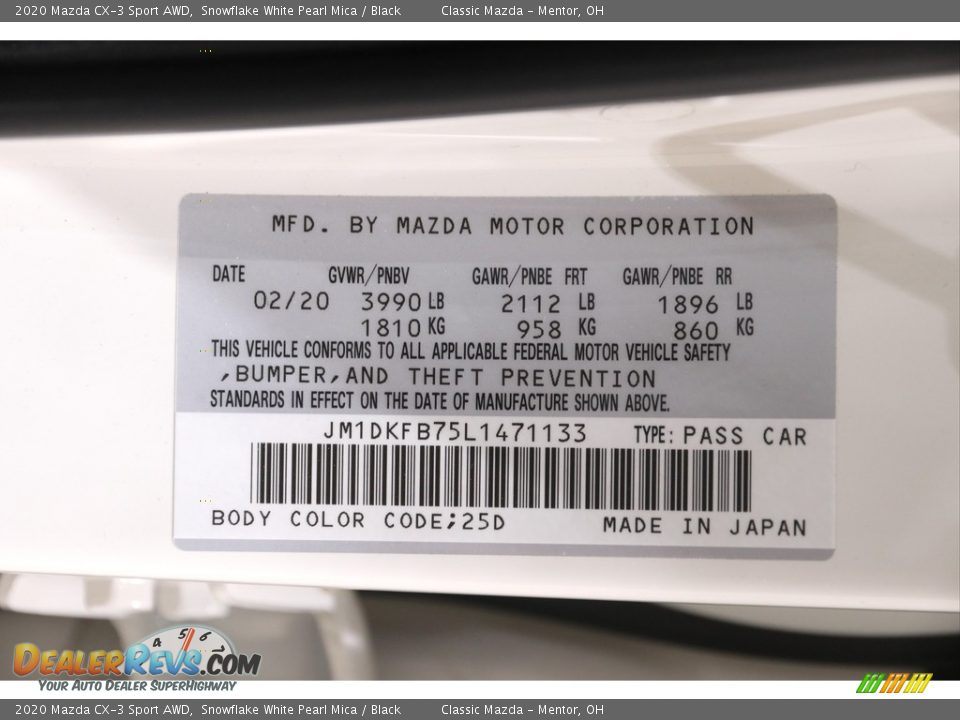 2020 Mazda CX-3 Sport AWD, Snowflake White Pearl Mica / Black Classic Mazda - Mentor, OH
MFD. BY MAZDA MOTOR CORPORATION
DATE GVWR/PNBV GAWR/PNBE FRT GAWR/PNBE RR
02/20 3990 LB 2112 LB 1896 LB
1810 KG 958 KG 860 KG
THIS VEHICLE CONFORMS TO ALL APPLICABLE FEDERAL MOTOR VEHICLE SAFETY
,BUMPER,AND THEFT PREVENTION
STANDARDS IN EFFECT ON THE DATE OF MANUFACTURE SHOWN ABOVE.
JM1DKFB75L1471133 TYPE: PASS CAR
BODY COLOR CODE;25D MADE IN JAPAN
4 5 6 7
DEALERREVS.COM
YOUR AUTO DEALER SUPERHIGHWAY
2020 Mazda CX-3 Sport AWD, Snowflake White Pearl Mica / Black Classic Mazda - Mentor, OH